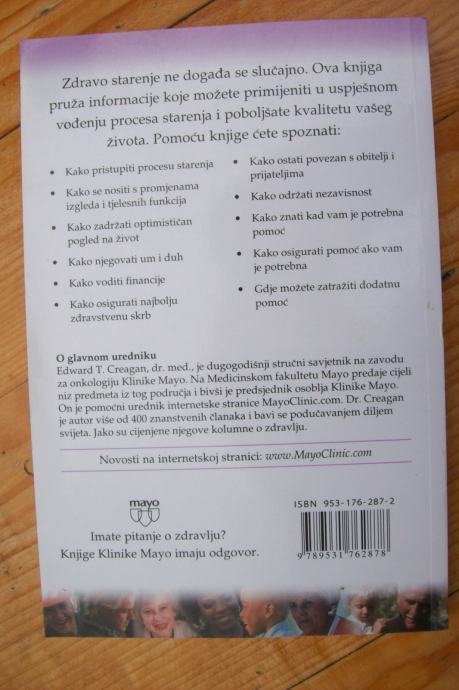 Zdravo starenje ne događa se slučajno. Ova knjiga
pruža informacije koje možete primijeniti u uspješnom
vođenju procesa starenja i poboljšate kvalitetu vašeg
života. Pomoću knjige ćete spoznati:
• Kako pristupiti procesu starenja
• Kako se nositi s promjenama
izgleda i tjelesnih funkcija
• Kako zadržati optimističan
pogled na život
• Kako njegovati um i duh
• Kako voditi financije
• Kako osigurati najbolju
zdravstvenu skrb
• Kako ostati povezan s obitelji i
prijateljima
• Kako održati nezavisnost
• Kako znati kad vam je potrebna
pomoć
• Kako osigurati pomoć ako vam
je potrebna
• Gdje možete zatražiti dodatnu
pomoć
O glavnom uredniku
Edward T. Creagan, dr. med., je dugogodišnji stručni savjetnik na zavodu
za onkologiju Klinike Mayo. Na Medicinskom fakultetu Mayo predaje cijeli
niz predmeta iz tog područja i bivši je predsjednik osoblja Klinike Mayo.
On je pomoćni urednik internetske stranice MayoClinic.com. Dr. Creagan
je autor više od 400 znanstvenih članaka i bavi se podučavanjem diljem
svijeta. Jako su cijenjene njegove kolumne o zdravlju.
Novosti na internetskoj stranici: www.MayoClinic.com
mayo
Imate pitanje o zdravlju?
Knjige Klinike Mayo imaju odgovor.
ISBN 953-176-287-2
9 789531 762878